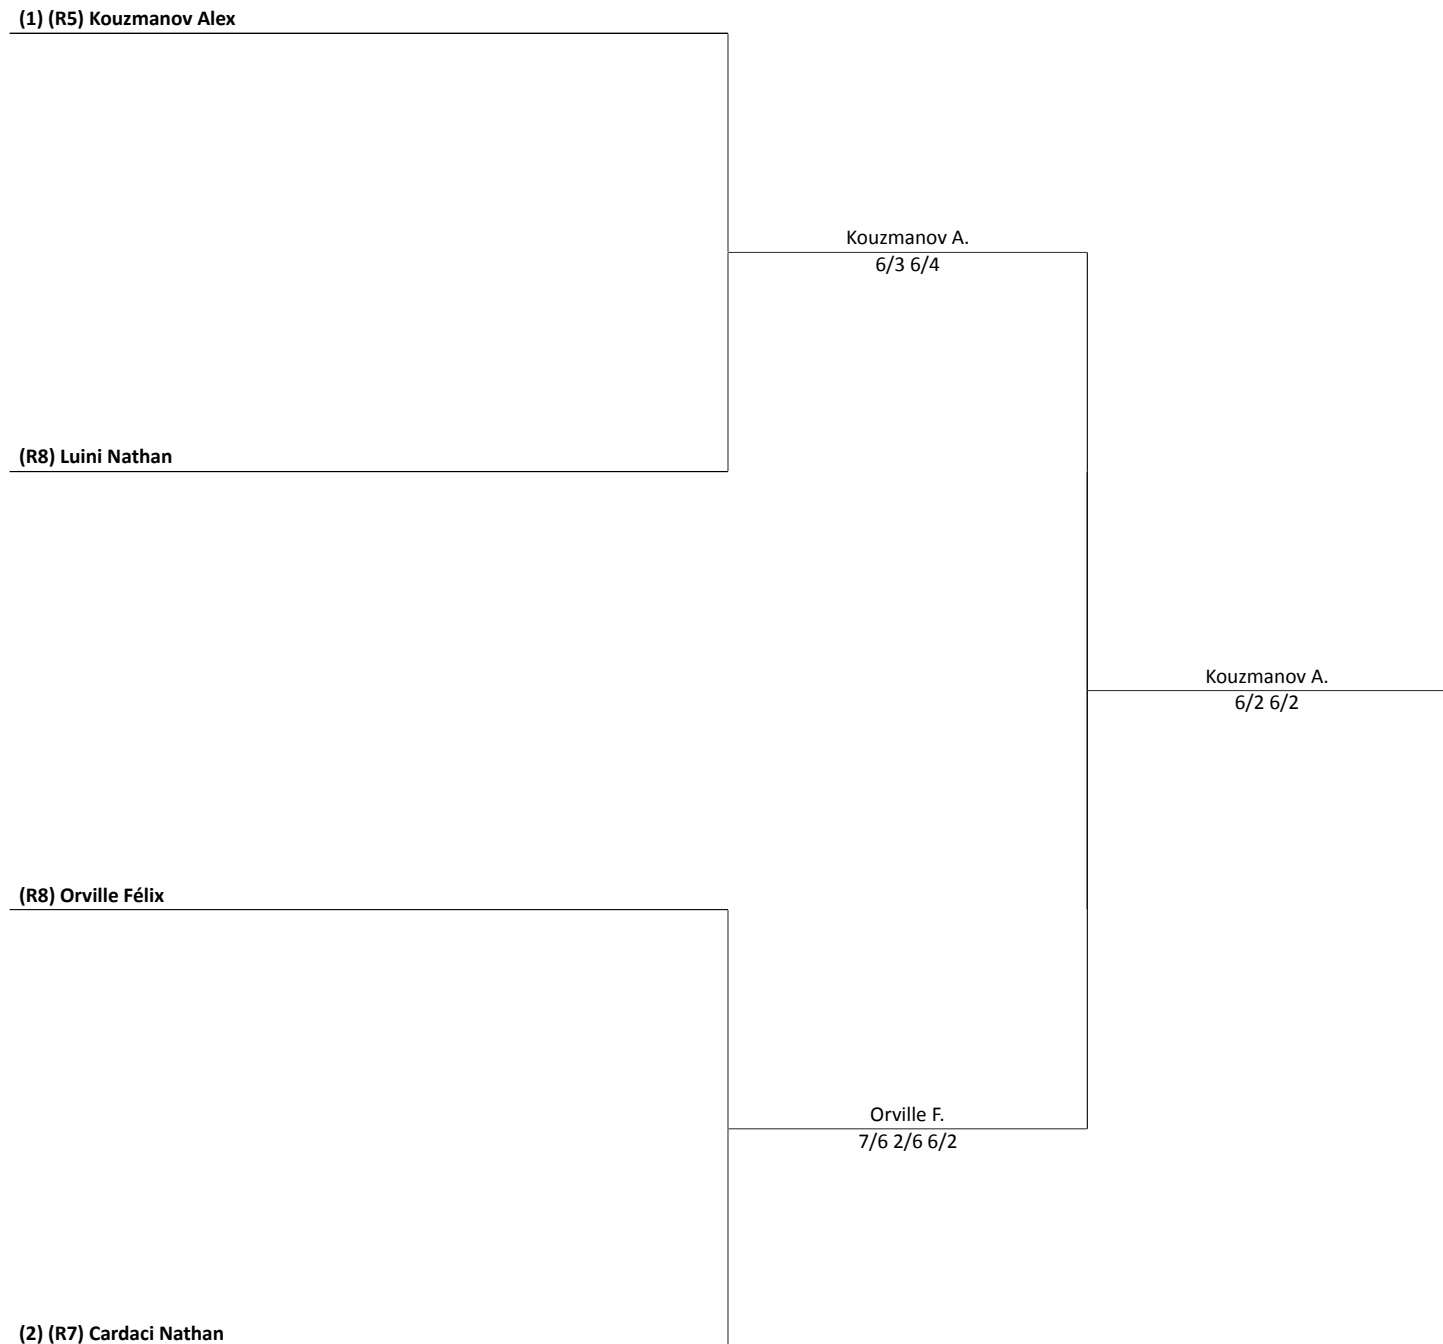 (1) (R5) Kouzmanov Alex
Kouzmanov A.
6/3 6/4
(R8) Luini Nathan
Kouzmanov A.
6/2 6/2
(R8) Orville Félix
Orville F.
7/6 2/6 6/2
(2) (R7) Cardaci Nathan